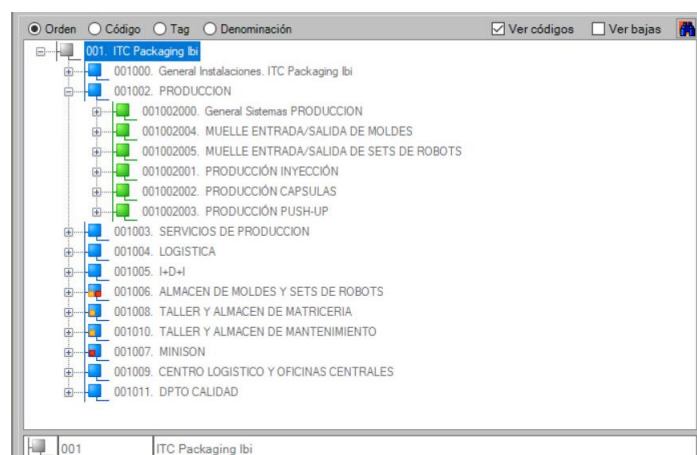 Orden Código Tag Denominación Ver códigos Ver bajas
001. ITC Packaging Ibi
001000. General Instalaciones. ITC Packaging Ibi
001002. PRODUCCION
001002000. General Sistemas PRODUCCION
001002004. MUELLE ENTRADA/SALIDA DE MOLDES
001002005. MUELLE ENTRADA/SALIDA DE SETS DE ROBOTS
001002001. PRODUCCIÓN INYECCIÓN
001002002. PRODUCCIÓN CAPSULAS
001002003. PRODUCCIÓN PUSH-UP
001003. SERVICIOS DE PRODUCCION
001004. LOGISTICA
001005. I+D+I
001006. ALMACEN DE MOLDES Y SETS DE ROBOTS
001008. TALLER Y ALMACEN DE MATRICERIA
001010. TALLER Y ALMACEN DE MANTENIMIENTO
001007. MINISON
001009. CENTRO LOGISTICO Y OFICINAS CENTRALES
001011. DPTO CALIDAD
001 ITC Packaging Ibi